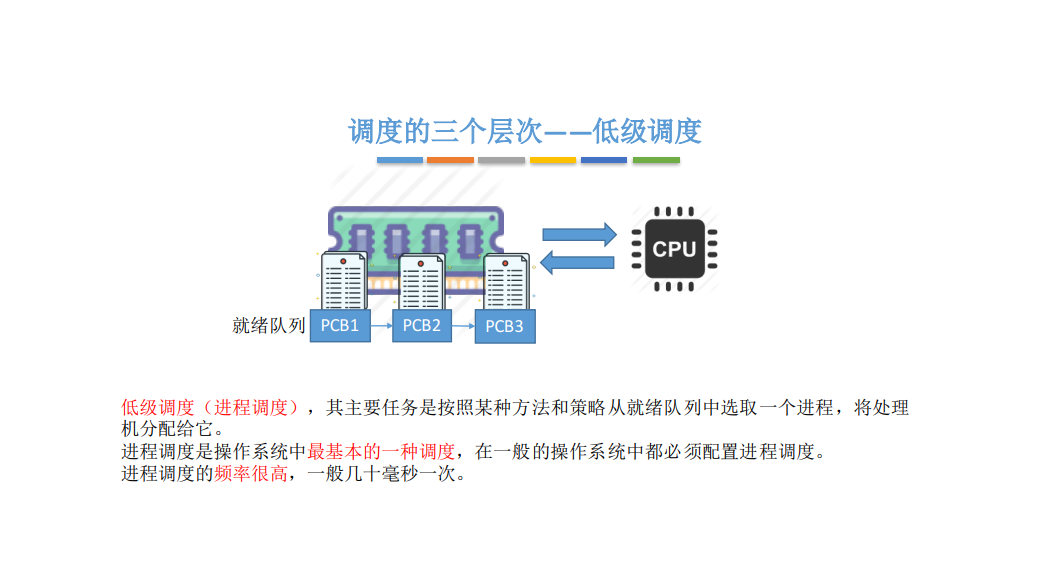 调度的三个层次——低级调度
CPU
就绪队列 PCB1 PCB2 PCB3
低级调度（进程调度），其主要任务是按照某种方法和策略从就绪队列中选取一个进程，将处理
机分配给它。
进程调度是操作系统中最基本的一种调度，在一般的操作系统中都必须配置进程调度。
进程调度的频率很高，一般几十毫秒一次。